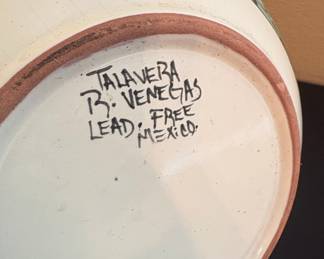 TALAVERA
R. VENEGAS
LEAD. FREE
MEXICO.